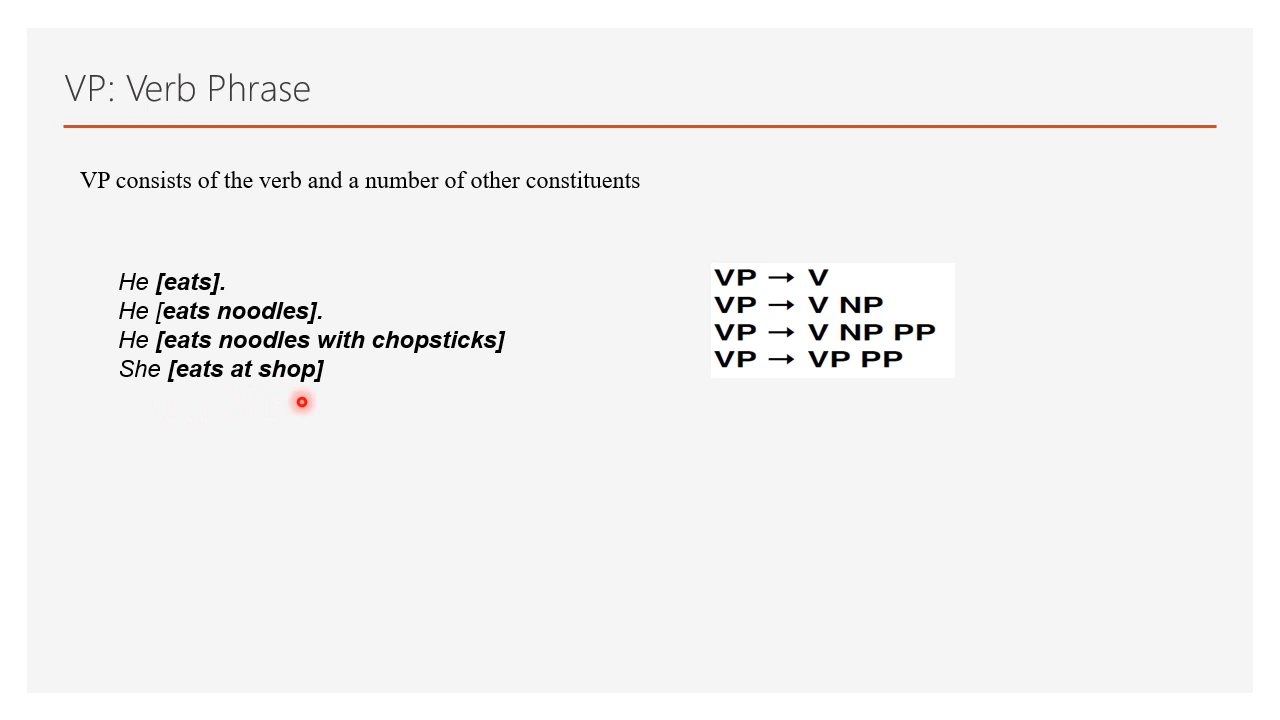 VP: Verb Phrase
VP consists of the verb and a number of other constituents
He [eats].
He [eats noodles].
He [eats noodles with chopsticks]
She [eats at shop]
VP → V
VP → V NP
VP → V NP PP
VP → VP PP